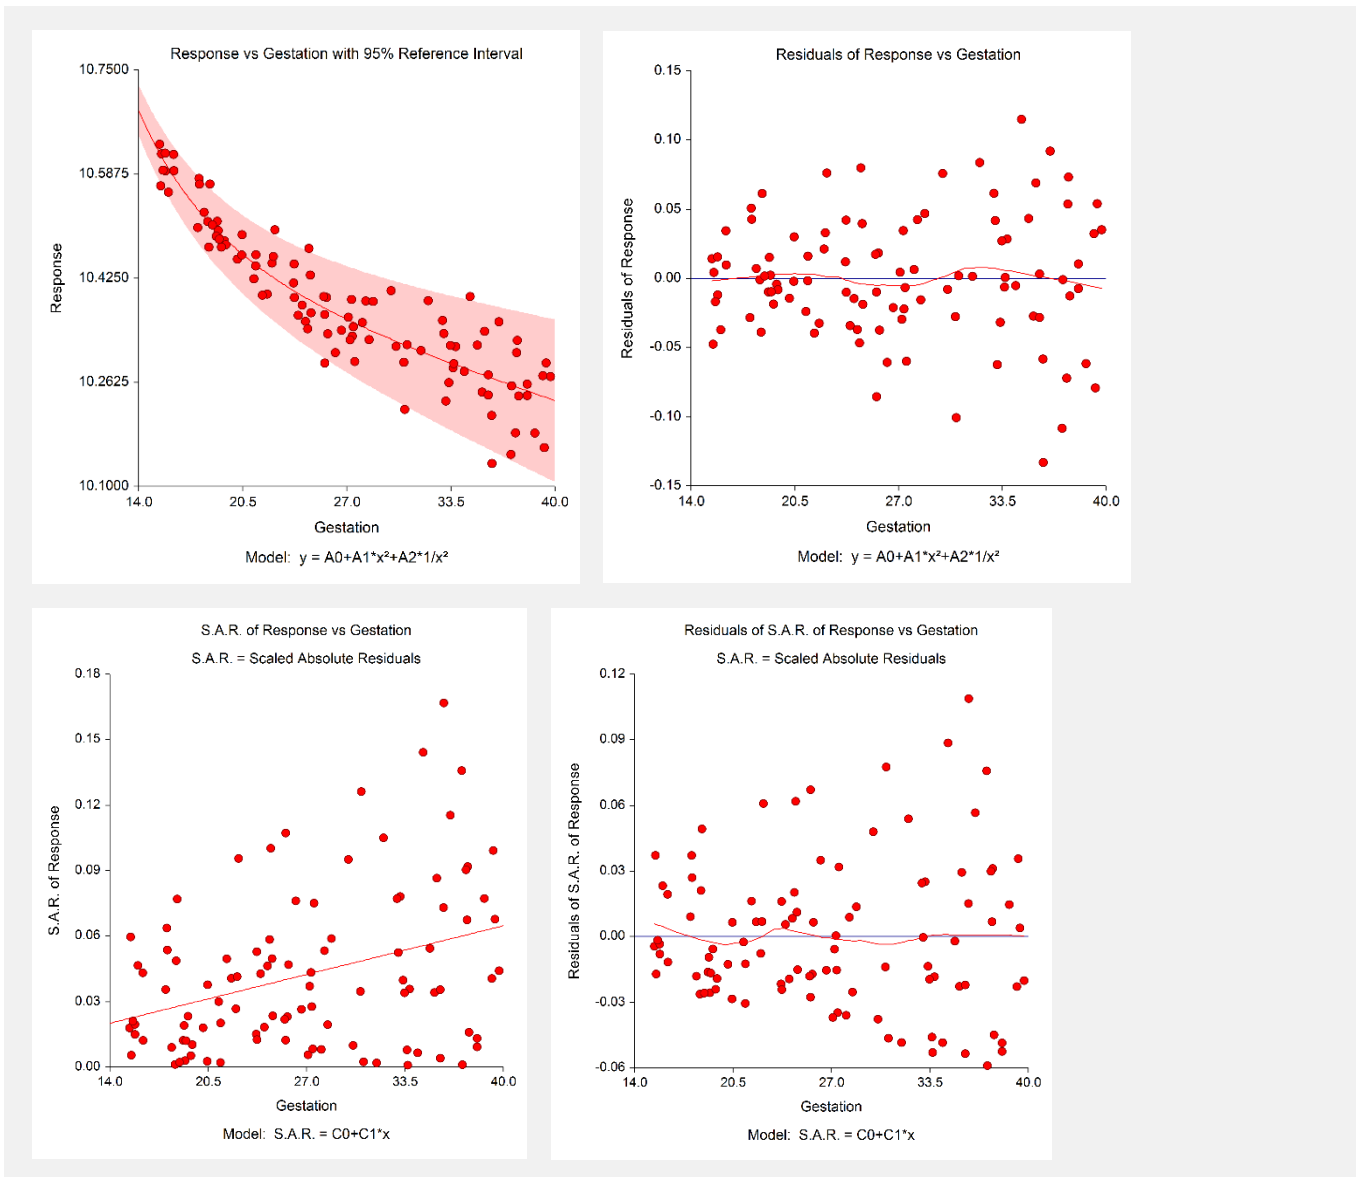 Response vs Gestation with 95% Reference Interval
10.7500
10.5875
10.4250
10.2625
10.1000
Response
14.0 20.5 27.0 33.5 40.0
Gestation
Model: y = A0+A1*x²+A2*1/x²
Residuals of Response vs Gestation
0.15
0.10
0.05
0.00
-0.05
-0.10
-0.15
Residuals of Response
14.0 20.5 27.0 33.5 40.0
Gestation
Model: y = A0+A1*x²+A2*1/x²
S.A.R. of Response vs Gestation
S.A.R. = Scaled Absolute Residuals
0.18
0.15
0.12
0.09
0.06
0.03
0.00
S.A.R. of Response
14.0 20.5 27.0 33.5 40.0
Gestation
Model: S.A.R. = C0+C1*x
Residuals of S.A.R. of Response vs Gestation
S.A.R. = Scaled Absolute Residuals
0.12
0.09
0.06
0.03
0.00
-0.03
-0.06
Residuals of S.A.R. of Response
14.0 20.5 27.0 33.5 40.0
Gestation
Model: S.A.R. = C0+C1*x